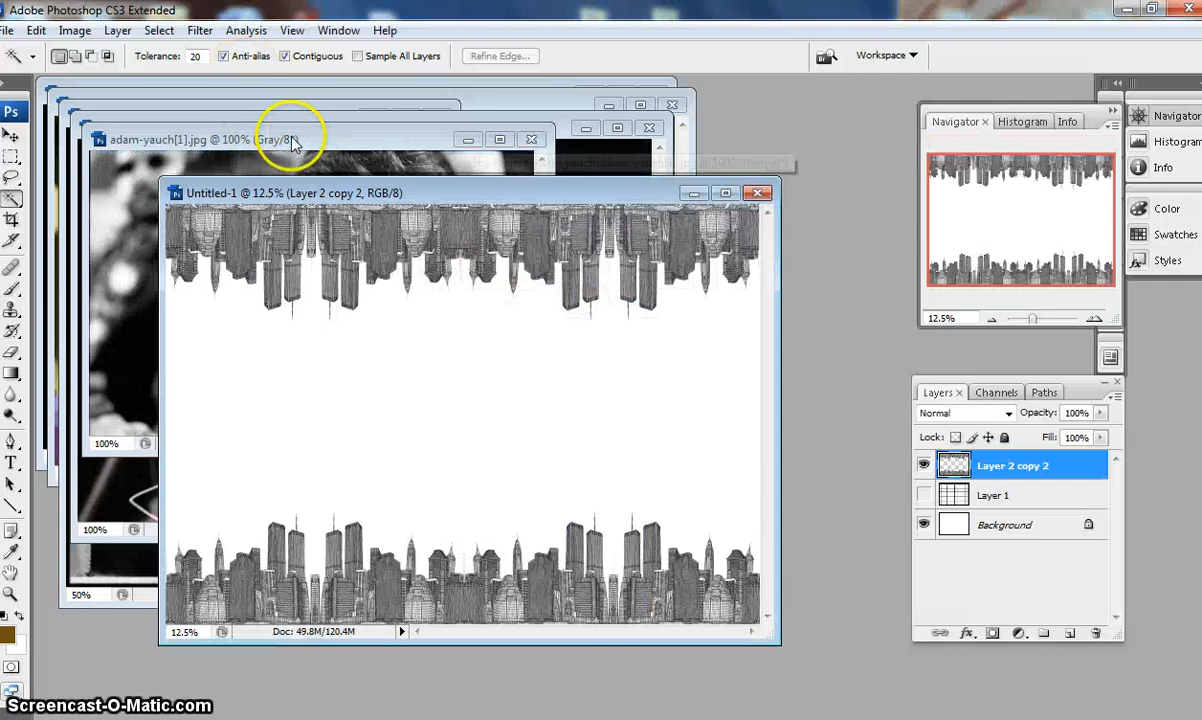 Adobe Photoshop CS3 Extended
File Edit Image Layer Select Filter Analysis View Window Help
Tolerance: 20 Anti-alias Contiguous Sample All Layers Refine Edge... Workspace
Ps
adam-yauch[1].jpg @ 100% (Gray/8*)
Untitled-1 @ 12.5% (Layer 2 copy 2, RGB/8)
Navigator Histogram Info
12.5%
Navigator
Histogram
Info
Color
Swatches
Styles
Layers Channels Paths
Normal Opacity: 100%
Lock: Fill: 100%
Layer 2 copy 2
Layer 1
Background
100%
100%
50%
12.5% Doc: 49.8M/120.4M
Screencast-O-Matic.com